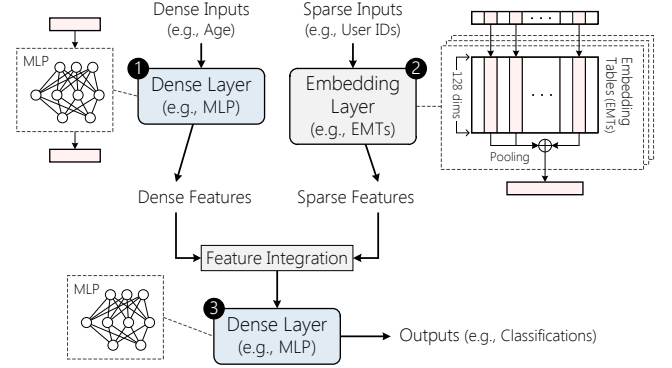 Dense Inputs
(e.g., Age)
Sparse Inputs
(e.g., User IDs)
. . . .
MLP
1
Dense Layer
(e.g., MLP)
2
Embedding
Layer
(e.g., EMTs)
128 dims
. . .
Embedding
Tables (EMTs)
Pooling
Dense Features
Sparse Features
Feature Integration
MLP
3
Dense Layer
(e.g., MLP)
Outputs (e.g., Classifications)